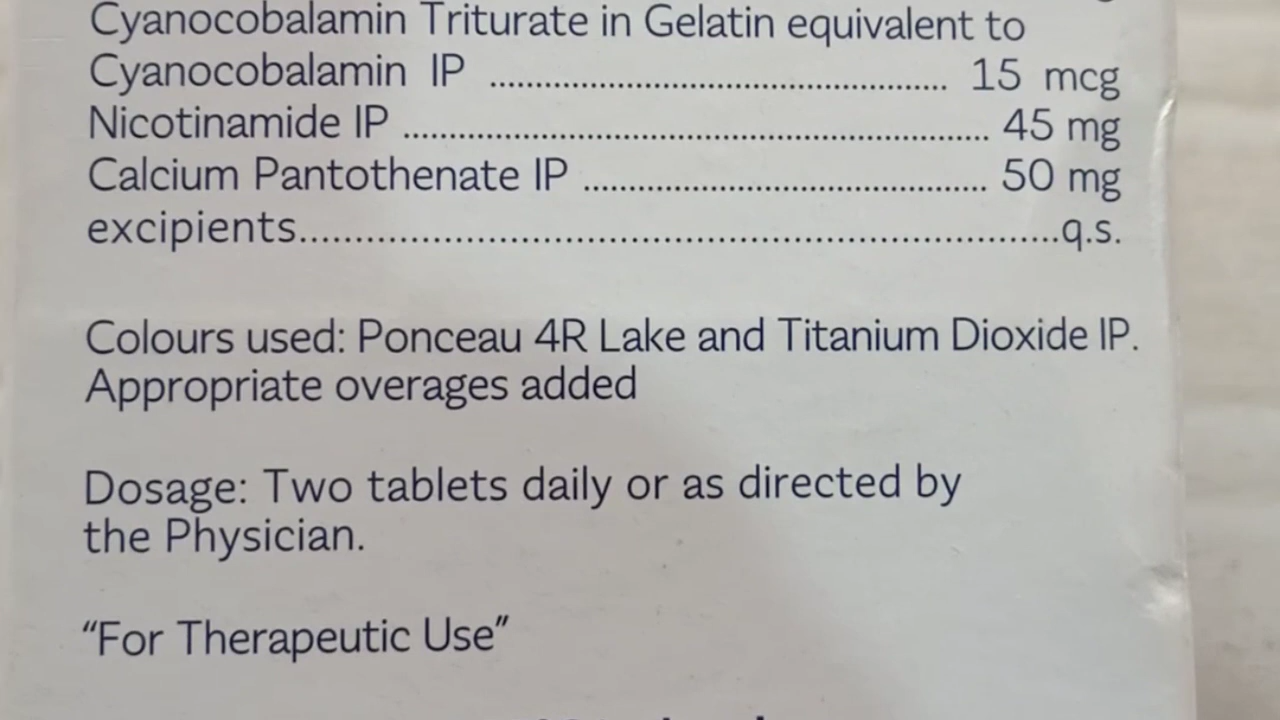 Cyanocobalamin Triturate in Gelatin equivalent to
Cyanocobalamin IP ........................................................ 15 mcg
Nicotinamide IP ........................................................................ 45 mg
Calcium Pantothenate IP ................................................. 50 mg
excipients....................................................................................q.s.
Colours used: Ponceau 4R Lake and Titanium Dioxide IP.
Appropriate overages added
Dosage: Two tablets daily or as directed by
the Physician.
“For Therapeutic Use”